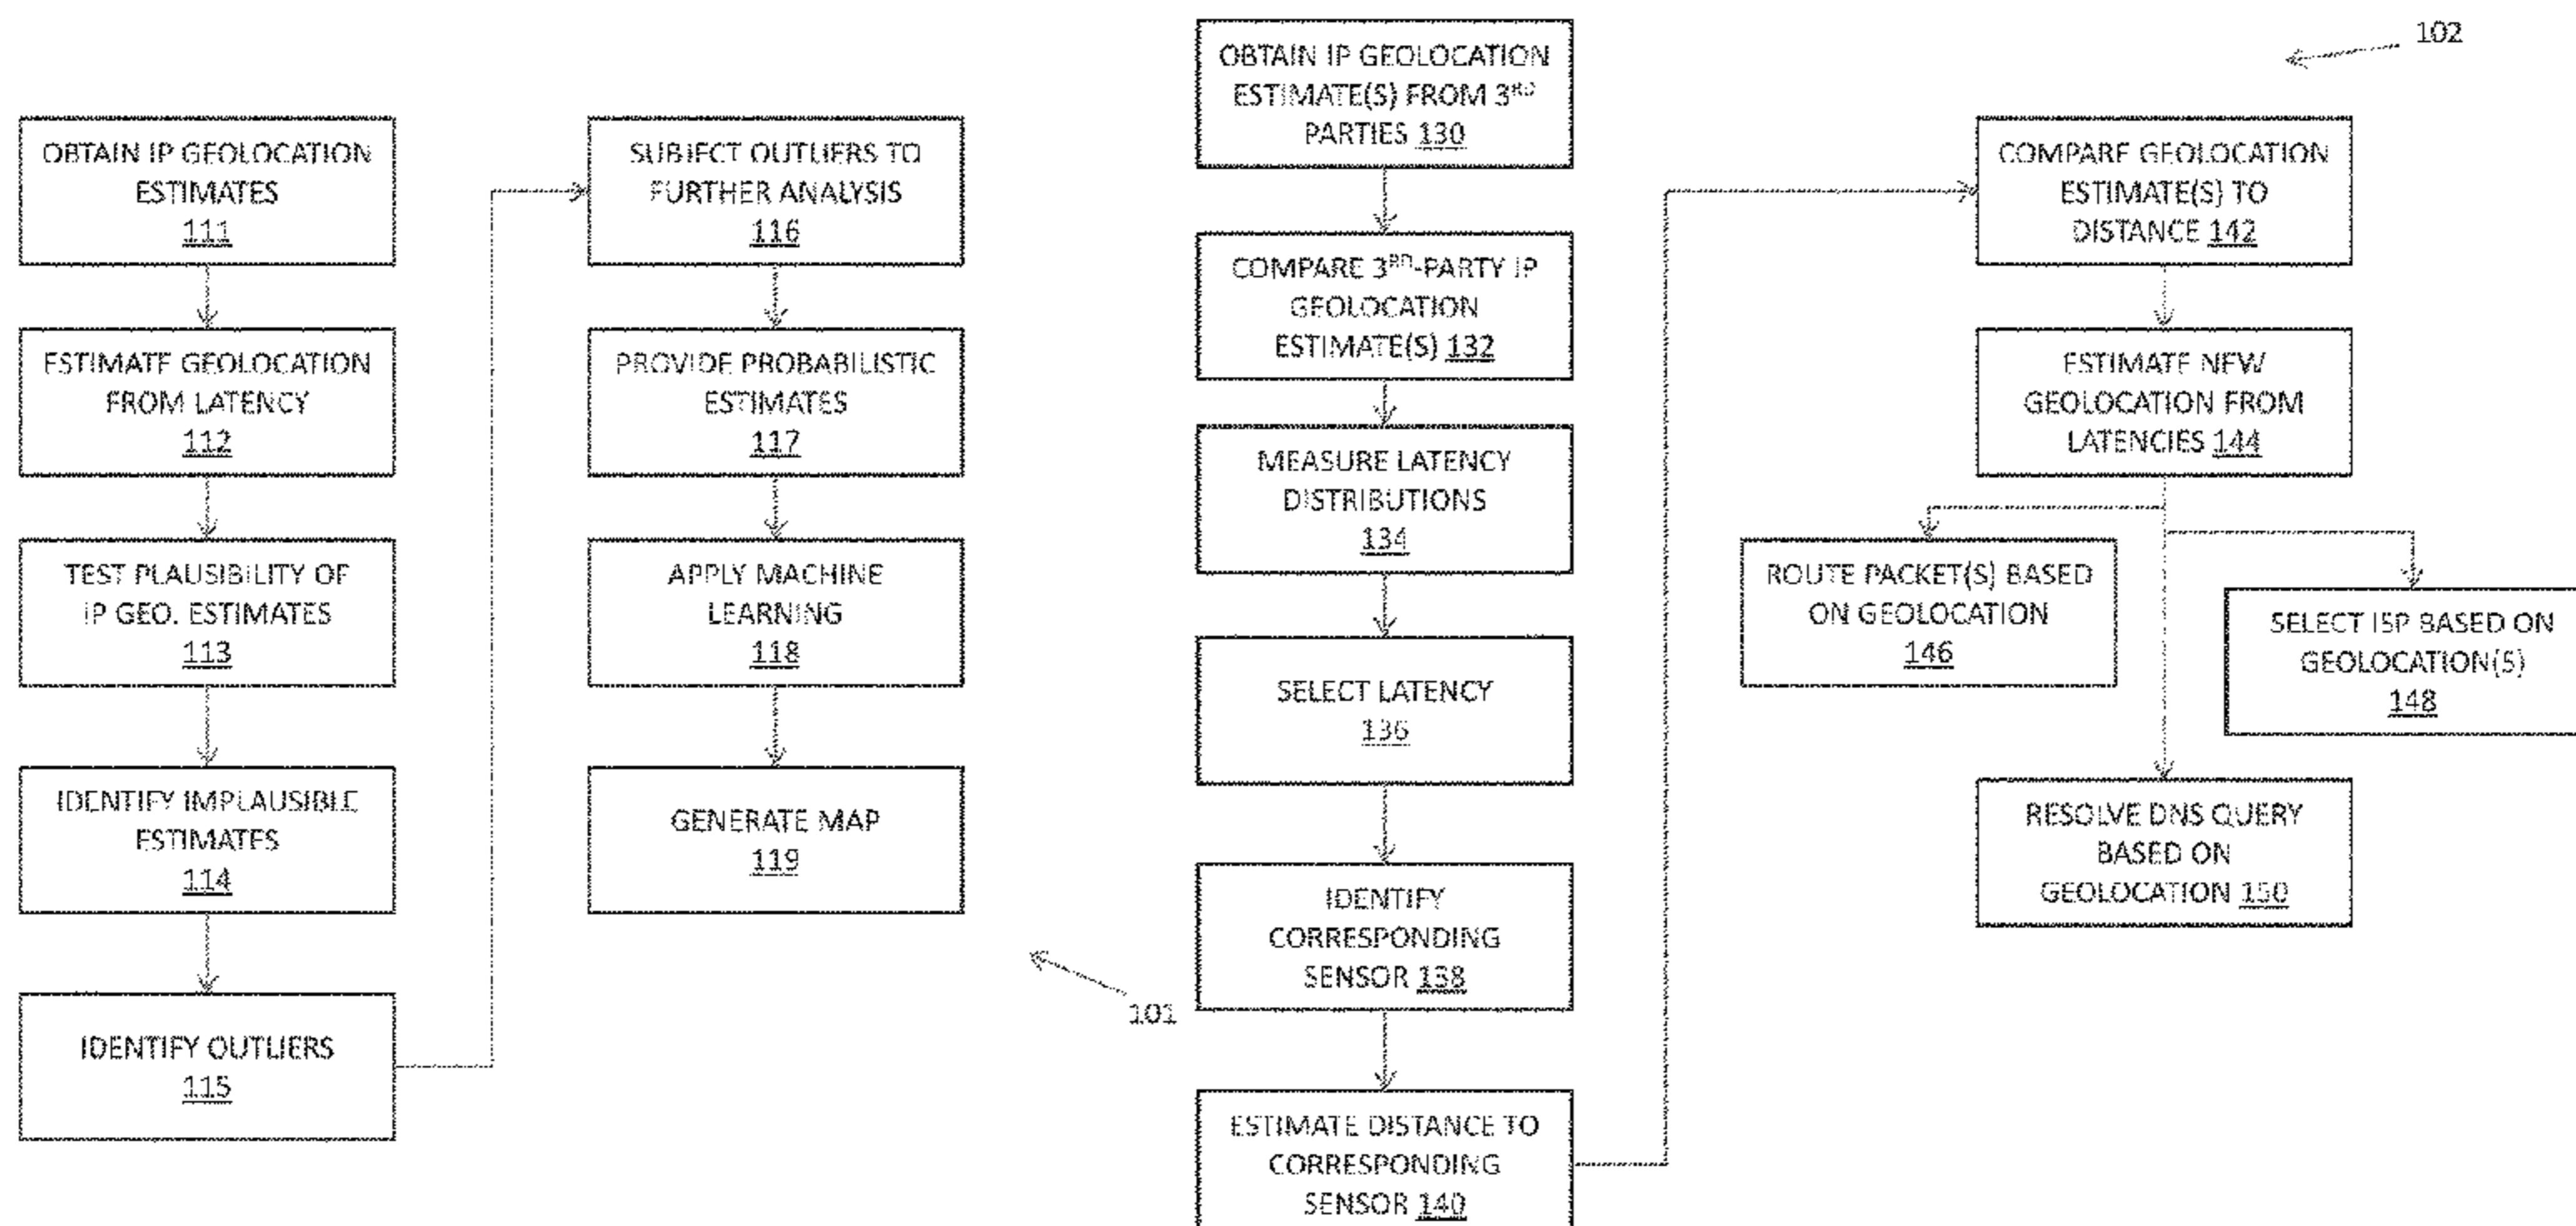 OBTAIN IP GEOLOCATION
ESTIMATES
111
ESTIMATE GEOLOCATION
FROM LATENCY
112
TEST PLAUSIBILITY OF
IP GEO. ESTIMATES
113
IDENTIFY IMPLAUSIBLE
ESTIMATES
114
IDENTIFY OUTLIERS
115
SUBJECT OUTLIERS TO
FURTHER ANALYSIS
116
PROVIDE PROBABILISTIC
ESTIMATES
117
APPLY MACHINE
LEARNING
118
GENERATE MAP
119
101
OBTAIN IP GEOLOCATION
ESTIMATE(S) FROM 3RD
PARTIES 130
COMPARE 3RD-PARTY IP
GEOLOCATION
ESTIMATE(S) 132
MEASURE LATENCY
DISTRIBUTIONS
134
SELECT LATENCY
136
IDENTIFY
CORRESPONDING
SENSOR 138
ESTIMATE DISTANCE TO
CORRESPONDING
SENSOR 140
102
COMPARE GEOLOCATION
ESTIMATE(S) TO
DISTANCE 142
ESTIMATE NEW
GEOLOCATION FROM
LATENCIES 144
ROUTE PACKET(S) BASED
ON GEOLOCATION
146
SELECT ISP BASED ON
GEOLOCATION(S)
148
RESOLVE DNS QUERY
BASED ON
GEOLOCATION 150